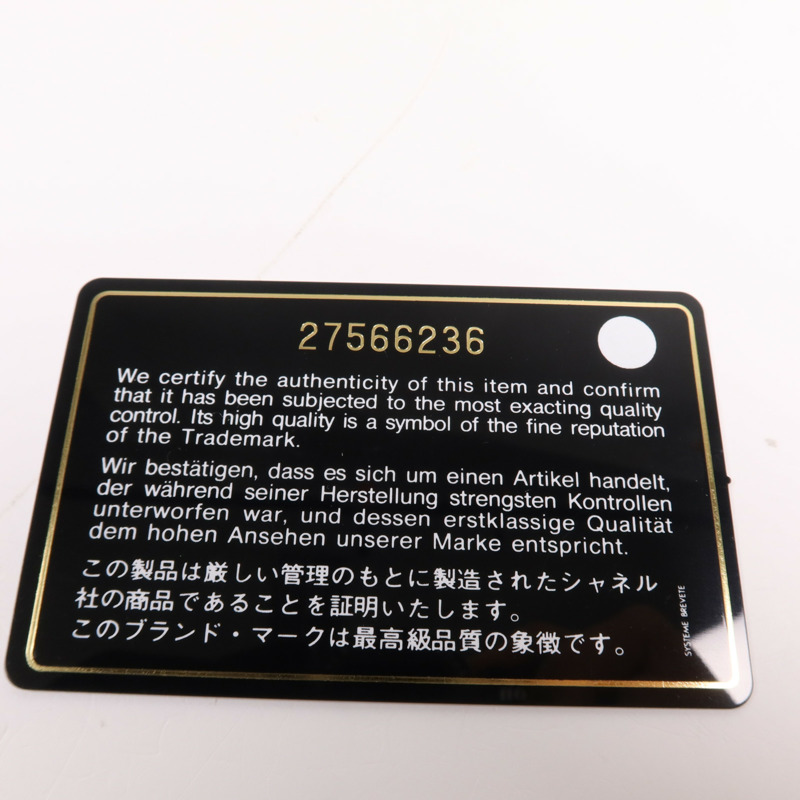 27566236
We certify the authenticity of this item and confirm
that it has been subjected to the most exacting quality
control. Its high quality is a symbol of the fine reputation
of the Trademark.
Wir bestätigen, dass es sich um einen Artikel handelt,
der während seiner Herstellung strengsten Kontrollen
unterworfen war, und dessen erstklassige Qualität
dem hohen Ansehen unserer Marke entspricht.
この製品は厳しい管理のもとに製造されたシャネル
社の商品であることを証明いたします。
このブランド・マークは最高級品質の象徴です。
SYSTEME BREVETE